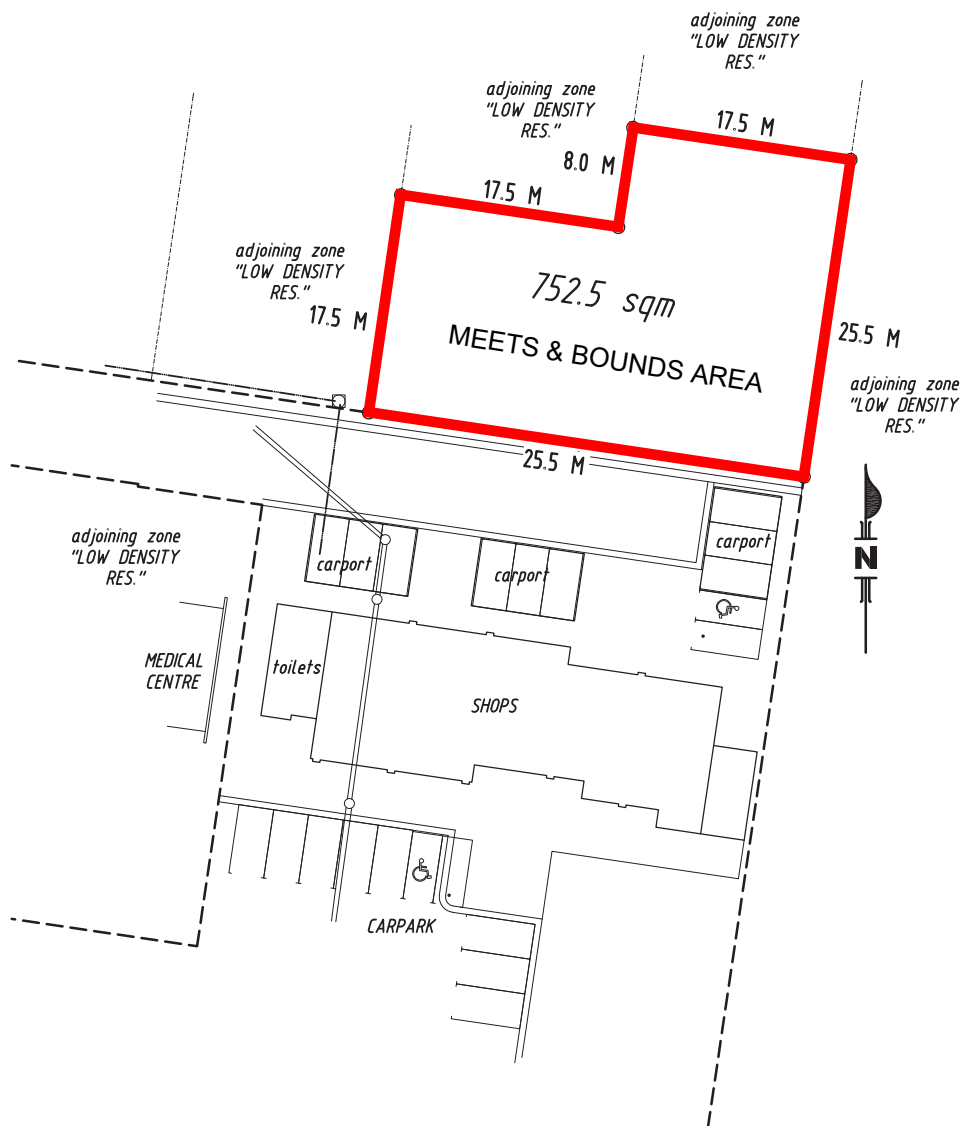 adjoining zone
"LOW DENSITY
RES."
adjoining zone
"LOW DENSITY
RES."
17.5 M
8.0 M
17.5 M
adjoining zone
"LOW DENSITY
RES."
752.5 sqm
17.5 M
MEETS & BOUNDS AREA
25.5 M
adjoining zone
"LOW DENSITY
RES."
25.5 M
adjoining zone
"LOW DENSITY
RES."
carport
carport
carport
N
MEDICAL
CENTRE
toilets
SHOPS
CARPARK